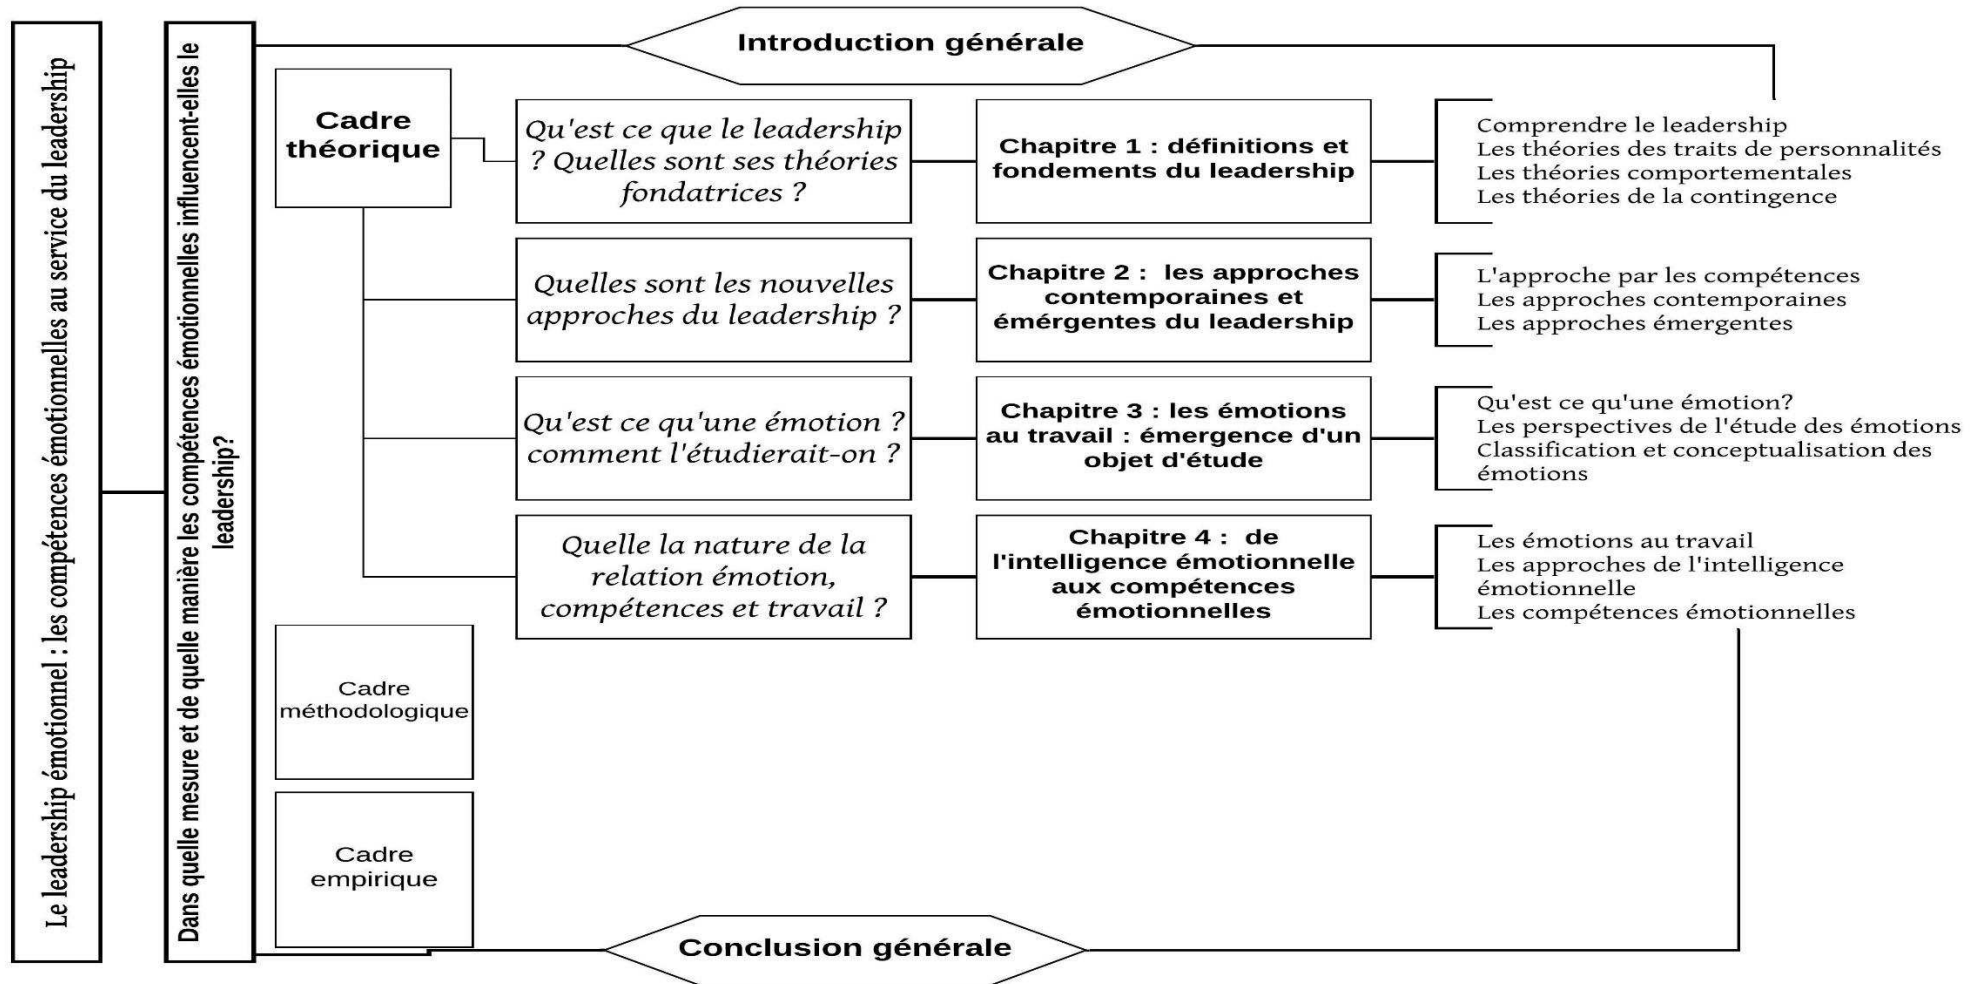 Le leadership émotionnel : les compétences émotionnelles au service du leadership
Dans quelle mesure et de quelle manière les compétences émotionnelles influencent-elles le
leadership?
Introduction générale
Cadre
théorique
Qu'est ce que le leadership
? Quelles sont ses théories
fondatrices ?
Chapitre 1 : définitions et
fondements du leadership
Comprendre le leadership
Les théories des traits de personnalités
Les théories comportementales
Les théories de la contingence
Quelles sont les nouvelles
approches du leadership ?
Chapitre 2 : les approches
contemporaines et
émérgentes du leadership
L'approche par les compétences
Les approches contemporaines
Les approches émergentes
Qu'est ce qu'une émotion ?
comment l'étudierait-on ?
Chapitre 3 : les émotions
au travail : émergence d'un
objet d'étude
Qu'est ce qu'une émotion?
Les perspectives de l'étude des émotions
Classification et conceptualisation des
émotions
Quelle la nature de la
relation émotion,
compétences et travail ?
Chapitre 4 : de
l'intelligence émotionnelle
aux compétences
émotionnelles
Les émotions au travail
Les approches de l'intelligence
émotionnelle
Les compétences émotionnelles
Cadre
méthodologique
Cadre
empirique
Conclusion générale